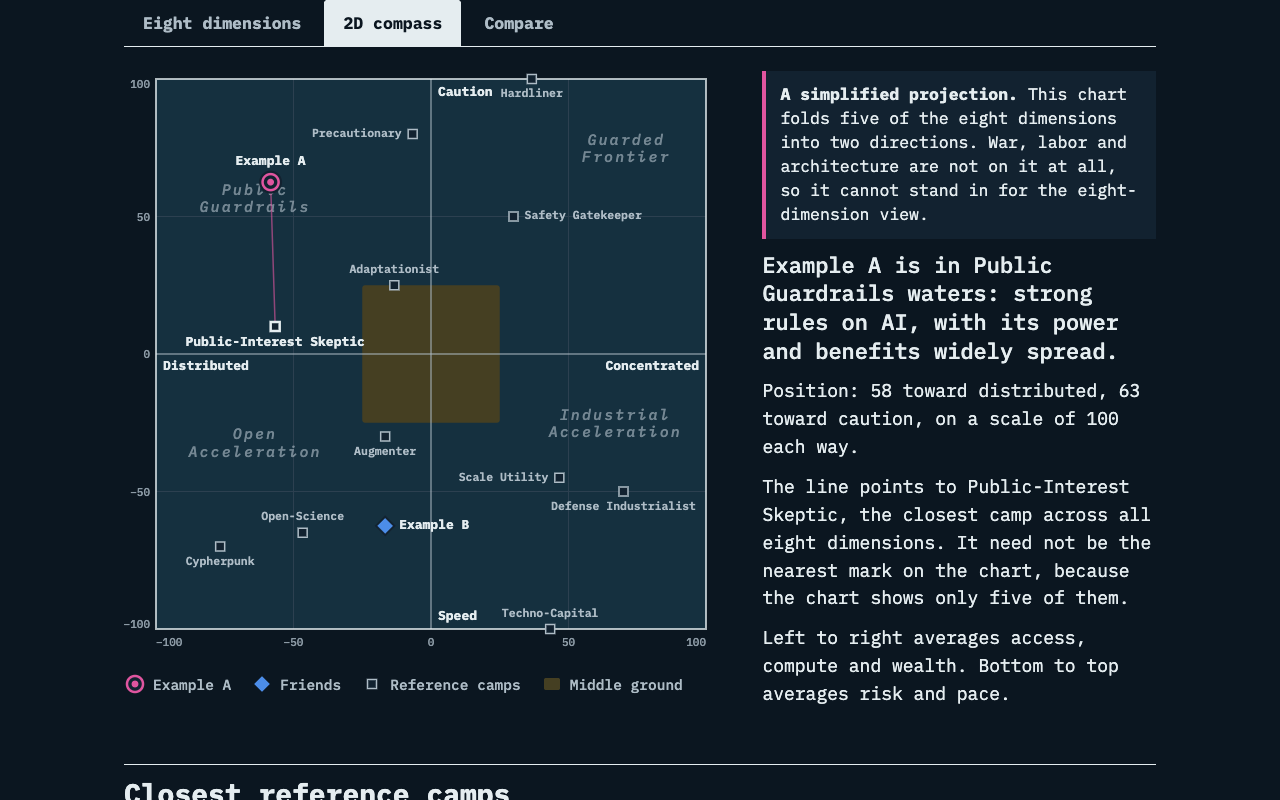 Eight dimensions
2D compass
Compare
100
50
0
−50
−100
−100
−50
0
50
100
Caution
Hardliner
Precautionary
Guarded
Frontier
Example A
Public
Guardrails
Safety Gatekeeper
Adaptationist
Public-Interest Skeptic
Distributed
Concentrated
Open
Acceleration
Industrial
Acceleration
Augmenter
Scale Utility
Defense Industrialist
Open-Science
Example B
Cypherpunk
Speed
Techno-Capital
Example A
Friends
Reference camps
Middle ground
A simplified projection. This chart
folds five of the eight dimensions
into two directions. War, labor and
architecture are not on it at all,
so it cannot stand in for the eight-
dimension view.
Example A is in Public
Guardrails waters: strong
rules on AI, with its power
and benefits widely spread.
Position: 58 toward distributed, 63
toward caution, on a scale of 100
each way.
The line points to Public-Interest
Skeptic, the closest camp across all
eight dimensions. It need not be the
nearest mark on the chart, because
the chart shows only five of them.
Left to right averages access,
compute and wealth. Bottom to top
averages risk and pace.
Closest reference camps